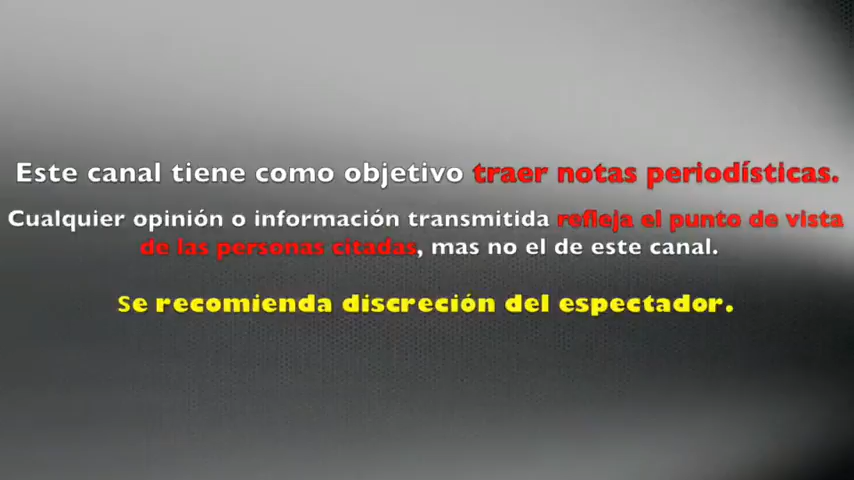 Este canal tiene como objetivo traer notas periodísticas.
Cualquier opinión o información transmitida refleja el punto de vista
de las personas citadas, mas no el de este canal.
Se recomienda discreción del espectador.